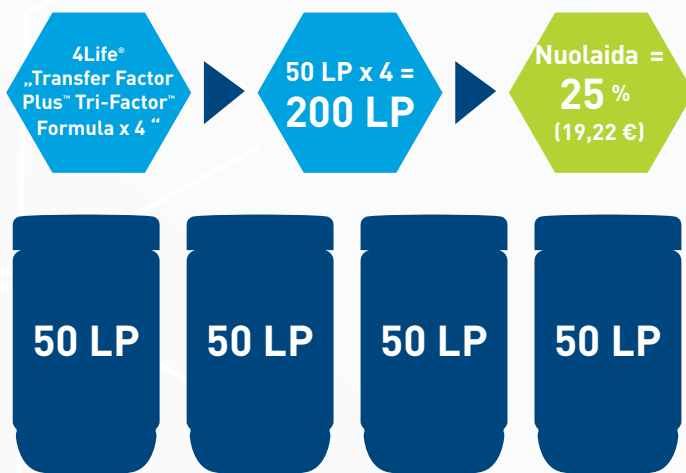 4Life®
„Transfer Factor
Plus™ Tri-Factor™
Formula x 4 “
50 LP x 4 =
200 LP
Nuolaida =
25 %
(19,22 €)
50 LP
50 LP
50 LP
50 LP